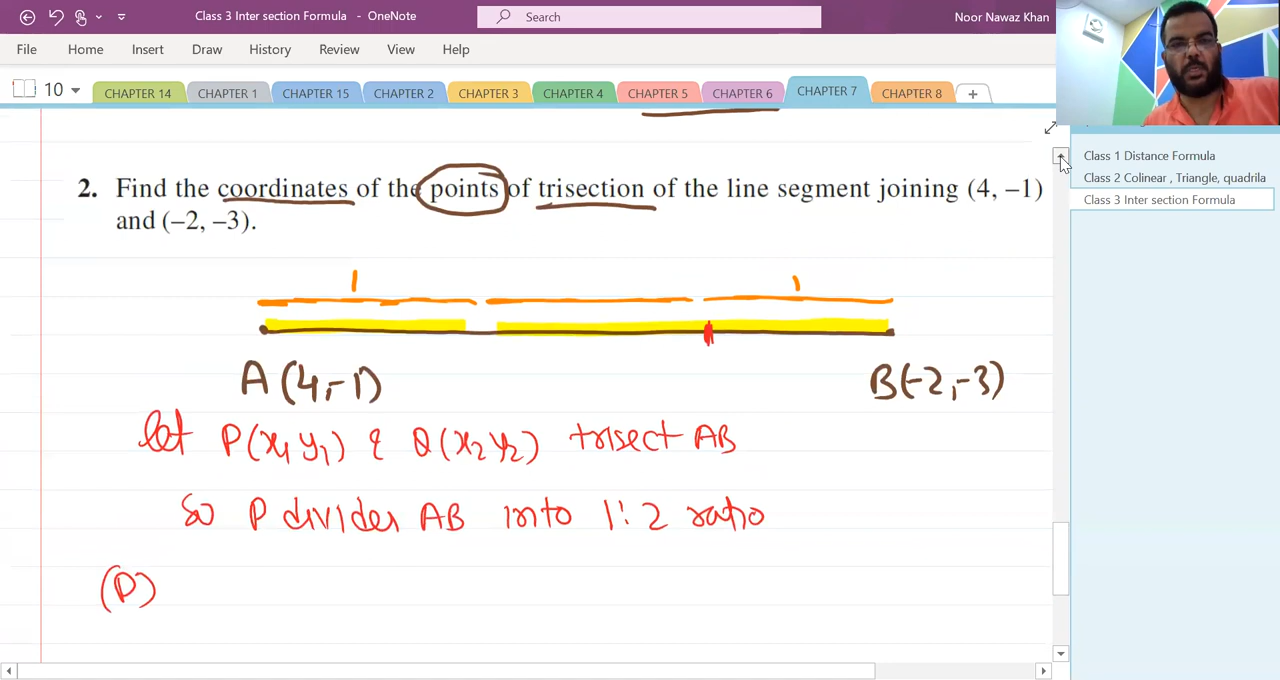 Class 3 Inter section Formula - OneNote
Search
Noor Nawaz Khan
File Home Insert Draw History Review View Help
10 CHAPTER 14 CHAPTER 1 CHAPTER 15 CHAPTER 2 CHAPTER 3 CHAPTER 4 CHAPTER 5 CHAPTER 6 CHAPTER 7 CHAPTER 8 +
Class 1 Distance Formula
Class 2 Colinear , Triangle, quadrila
Class 3 Inter section Formula
2. Find the coordinates of the points of trisection of the line segment joining (4, –1)
and (–2, –3).
1 1
A (4,-1) B(-2,-3)
let P(x1 y1) & Q(x2 y2) trisect AB
So P divides AB into 1:2 ratio
(P)